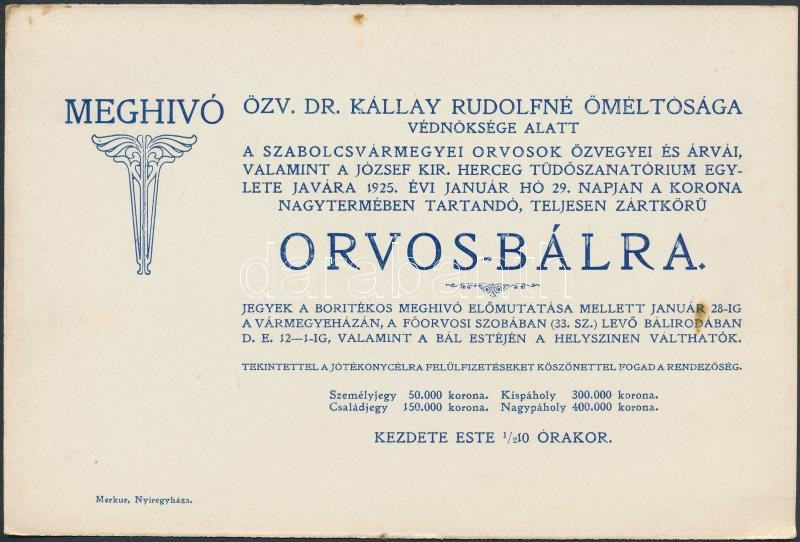 MEGHIVÓ
ÖZV. DR. KÁLLAY RUDOLFNÉ ŐMÉLTÓSÁGA
VÉDNÖKSÉGE ALATT
A SZABOLCSVÁRMEGYEI ORVOSOK ÖZVEGYEI ÉS ÁRVÁI,
VALAMINT A JÓZSEF KIR. HERCEG TÜDŐSZANATÓRIUM EGY-
LETE JAVÁRA 1925. ÉVI JANUÁR HÓ 29. NAPJAN A KORONA
NAGYTERMÉBEN TARTANDÓ, TELJESEN ZÁRTKÖRŰ
ORVOS-BÁLRA.
JEGYEK A BORITÉKOS MEGHIVÓ ELŐMUTATÁSA MELLETT JANUÁR 28-IG
A VÁRMEGYEHÁZÁN, A FŐORVOSI SZOBÁBAN (33. SZ.) LEVŐ BÁLIRODÁBAN
D. E. 12—1-IG, VALAMINT A BÁL ESTÉJÉN A HELYSZINEN VÁLTHATÓK.
TEKINTETTEL A JÓTÉKONYCÉLRA FELÜLFIZETÉSEKET KÖSZÖNETTEL FOGAD A RENDEZŐSÉG.
Személyjegy 50.000 korona. Kispáholy 300.000 korona.
Családjegy 150.000 korona. Nagypáholy 400.000 korona.
KEZDETE ESTE 1/210 ÓRAKOR.
Merkur, Nyiregyháza.
darabanth